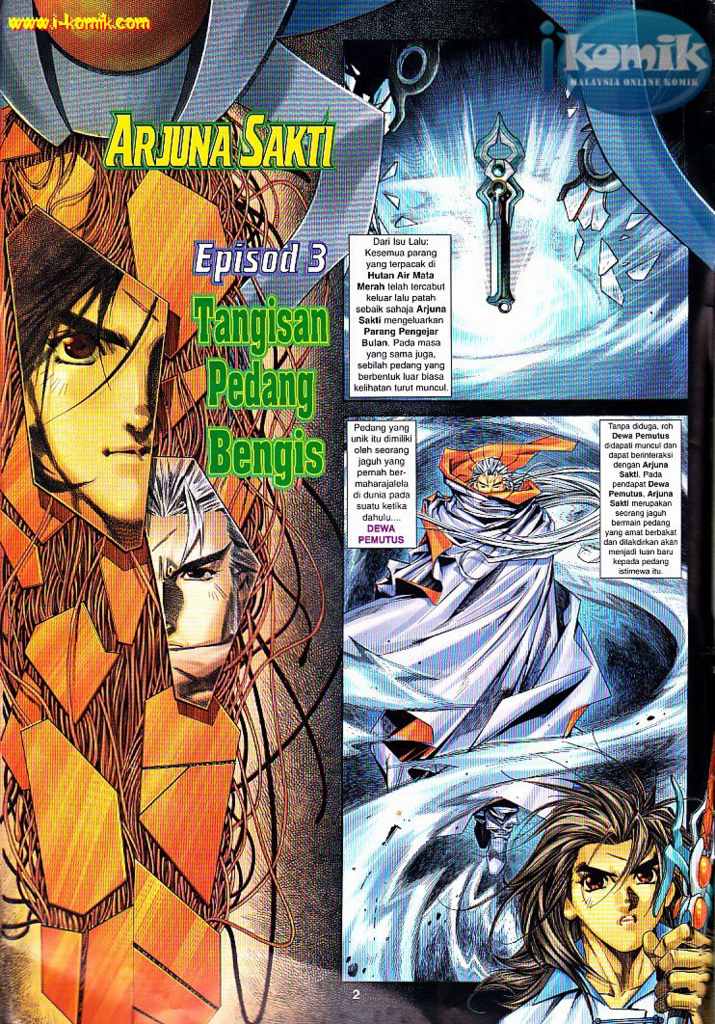 www.i-komik.com
ikomik
MALAYSIA ONLINE KOMIK
ARJUNA SAKTI
Episod 3
Tangisan
Pedang
Bengis
Dari Isu Lalu:
Kesemua parang
yang terpacak di
Hutan Air Mata
Merah telah tercabut
keluar lalu patah
sebaik sahaja Arjuna
Sakti mengeluarkan
Parang Pengejar
Bulan. Pada masa
yang sama juga,
sebilah pedang yang
berbentuk luar biasa
kelihatan turut muncul.
Pedang yang
unik itu dimiliki
oleh seorang
jaguh yang
pernah ber-
maharajalela
di dunia pada
suatu ketika
dahulu....
DEWA
PEMUTUS
Tanpa diduga, roh
Dewa Pemutus
didapati muncul dan
dapat berinteraksi
dengan Arjuna
Sakti. Pada
pendapat Dewa
Pemutus, Arjuna
Sakti merupakan
seorang jaguh
bermain pedang
yang amat berbakat
dan dilakdirkan akan
menjadi tuan baru
kepada pedang
istimewa itu.
2